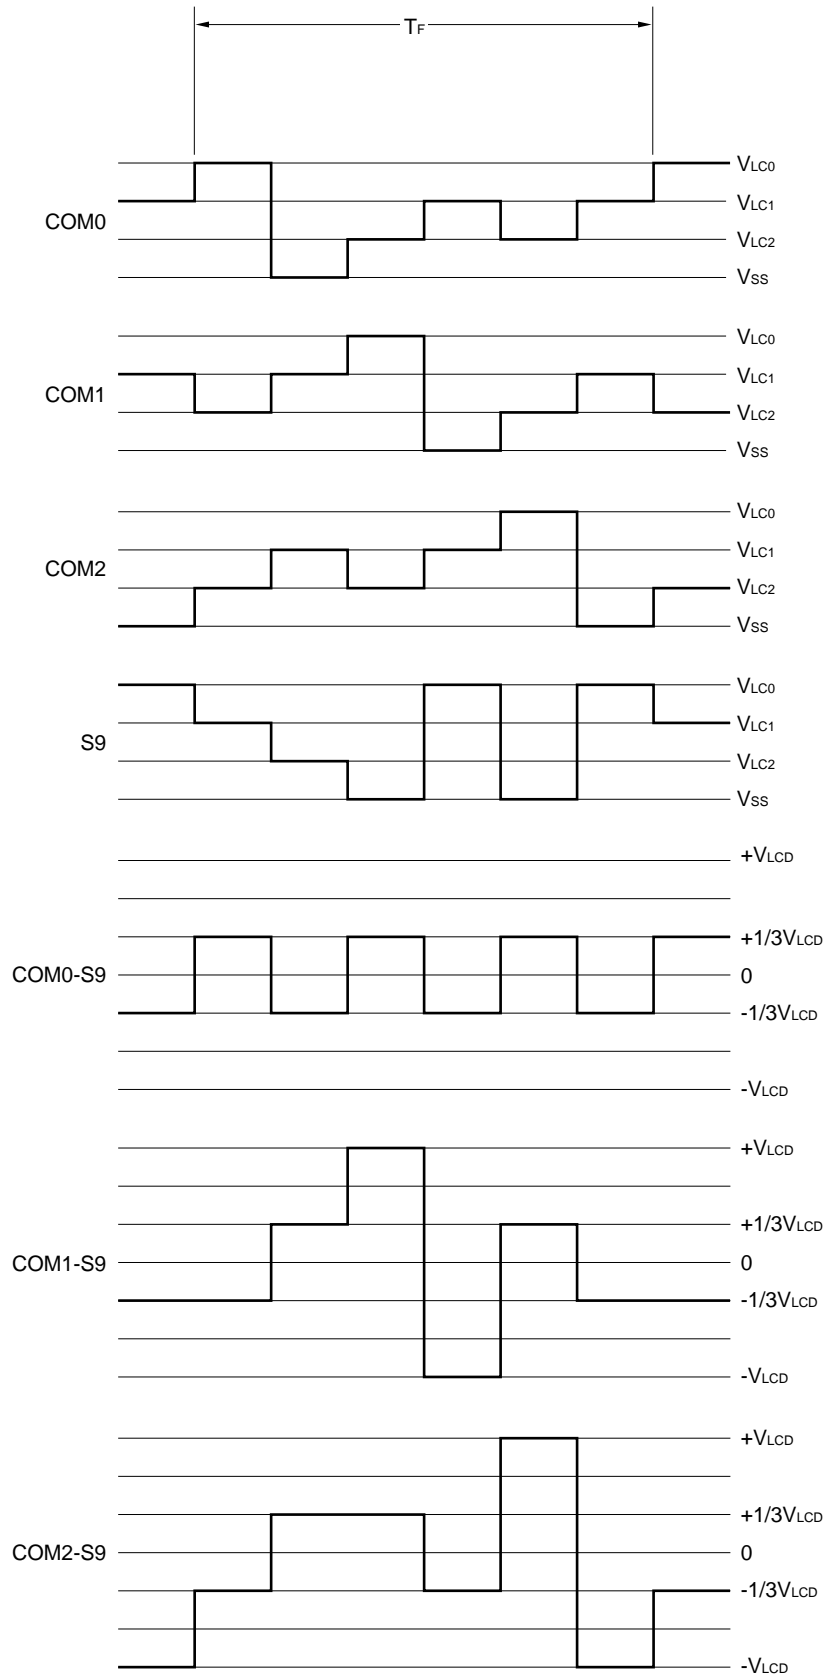 TF
VLC0
VLC1
COM0
VLC2
VSS
VLC0
VLC1
COM1
VLC2
VSS
VLC0
VLC1
COM2
VLC2
VSS
VLC0
VLC1
S9
VLC2
VSS
+VLCD
+1/3VLCD
COM0-S9
0
-1/3VLCD
-VLCD
+VLCD
+1/3VLCD
COM1-S9
0
-1/3VLCD
-VLCD
+VLCD
+1/3VLCD
COM2-S9
0
-1/3VLCD
-VLCD